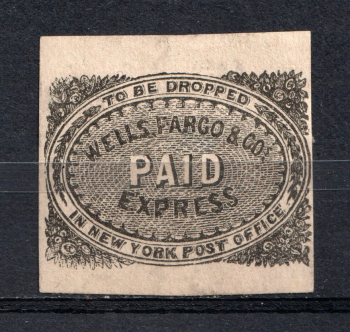 TO BE DROPPED
WELLS, FARGO & CO.
PAID
EXPRESS
IN NEW YORK POST OFFICE